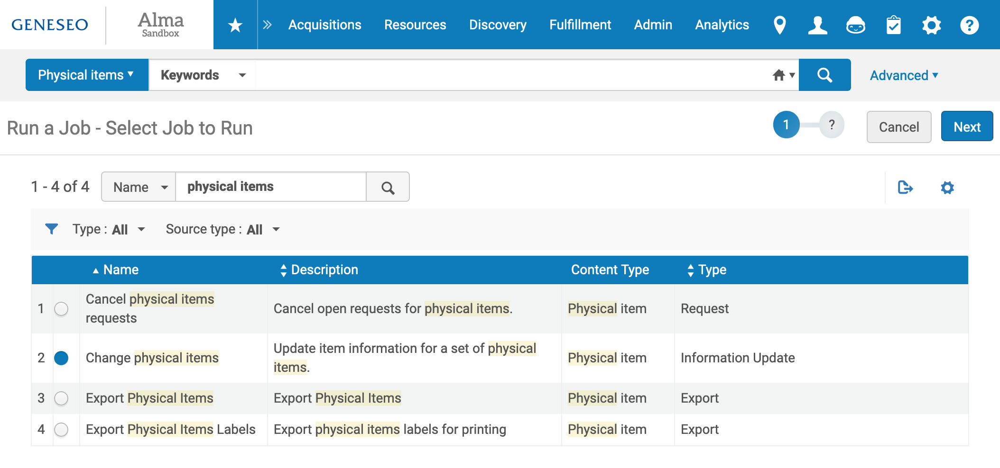 GENESEO
Alma
Sandbox
Acquisitions Resources Discovery Fulfillment Admin Analytics ?
Physical items Keywords Advanced
Run a Job - Select Job to Run 1 ? Cancel Next
1 - 4 of 4 Name physical items
Type : All Source type : All
Name Description Content Type Type
1 Cancel physical items requests Cancel open requests for physical items. Physical item Request
2 Change physical items Update item information for a set of physical items. Physical item Information Update
3 Export Physical Items Export Physical Items Physical item Export
4 Export Physical Items Labels Export physical items labels for printing Physical item Export